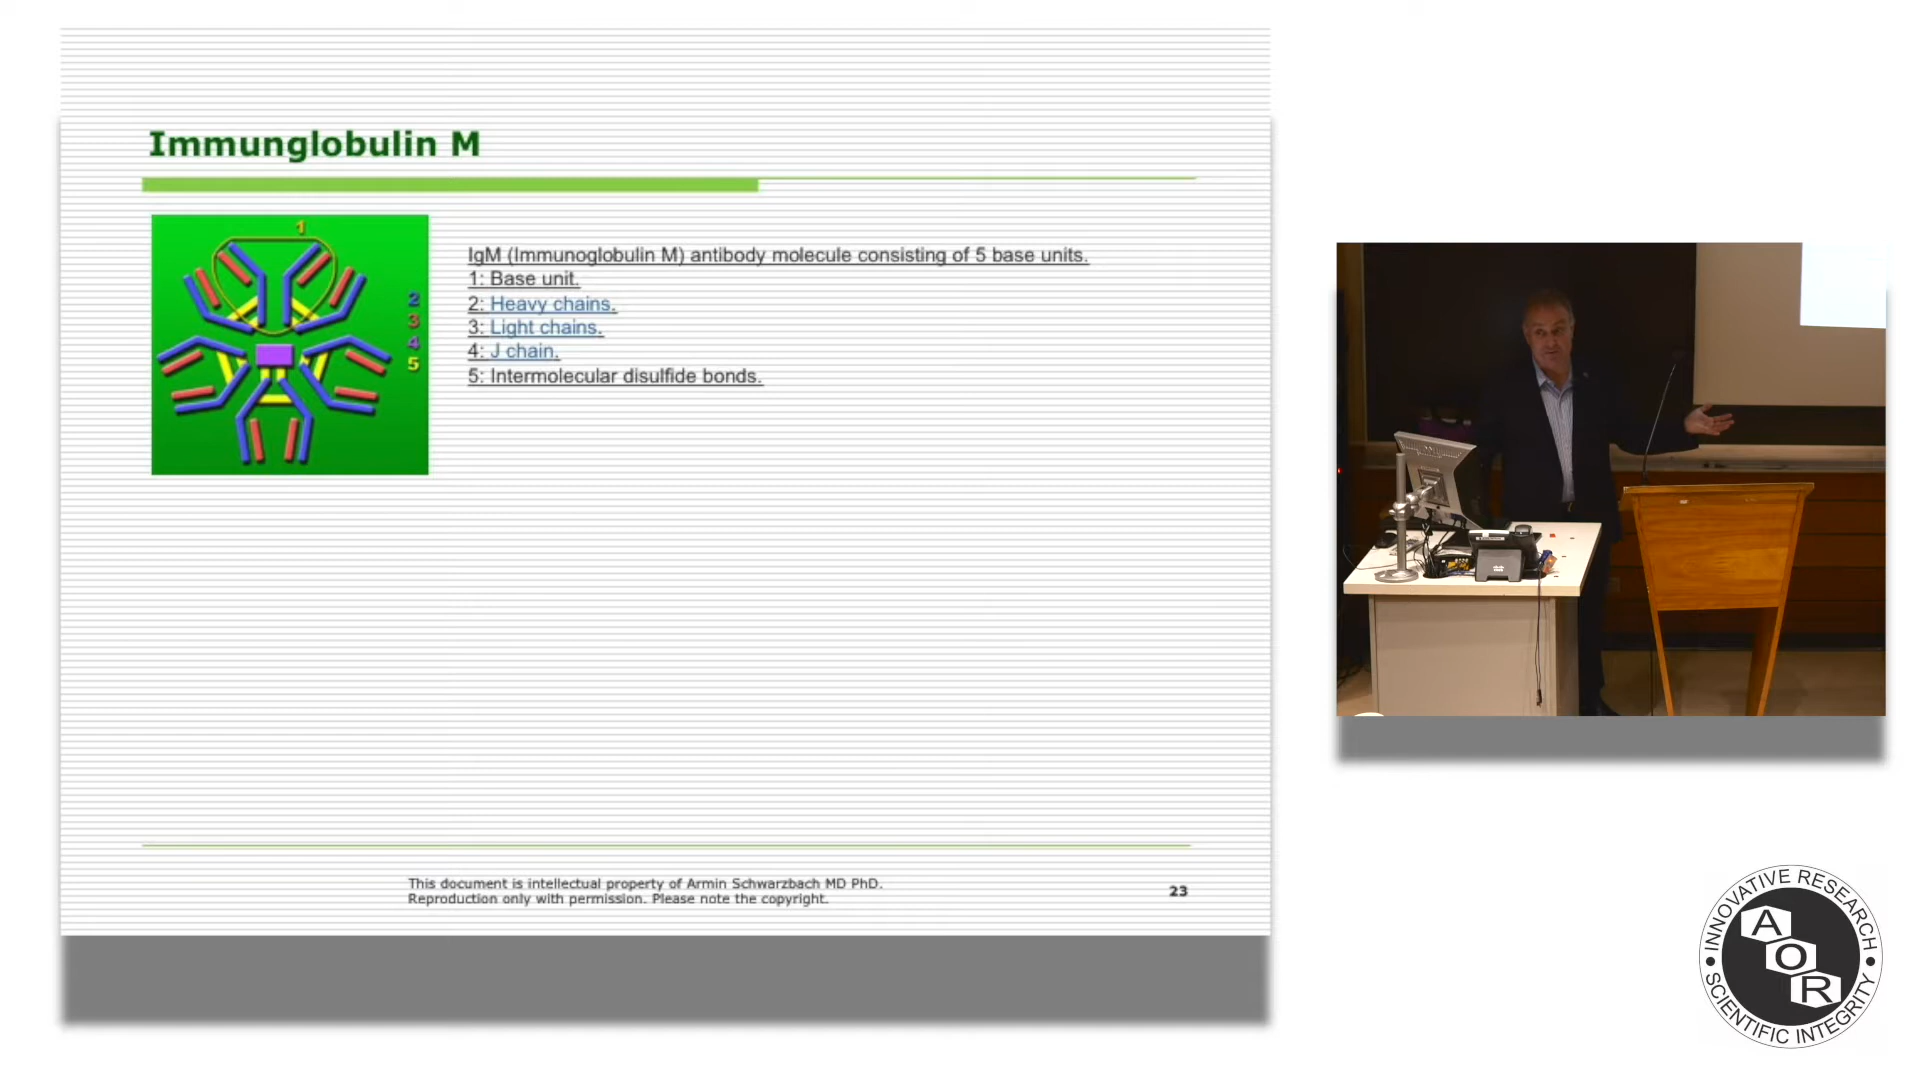 Immunglobulin M
1
2
3
4
5
IgM (Immunoglobulin M) antibody molecule consisting of 5 base units.
1: Base unit.
2: Heavy chains.
3: Light chains.
4: J chain.
5: Intermolecular disulfide bonds.
This document is intellectual property of Armin Schwarzbach MD PhD.
Reproduction only with permission. Please note the copyright.
23
INNOVATIVE RESEARCH
AOR
SCIENTIFIC INTEGRITY